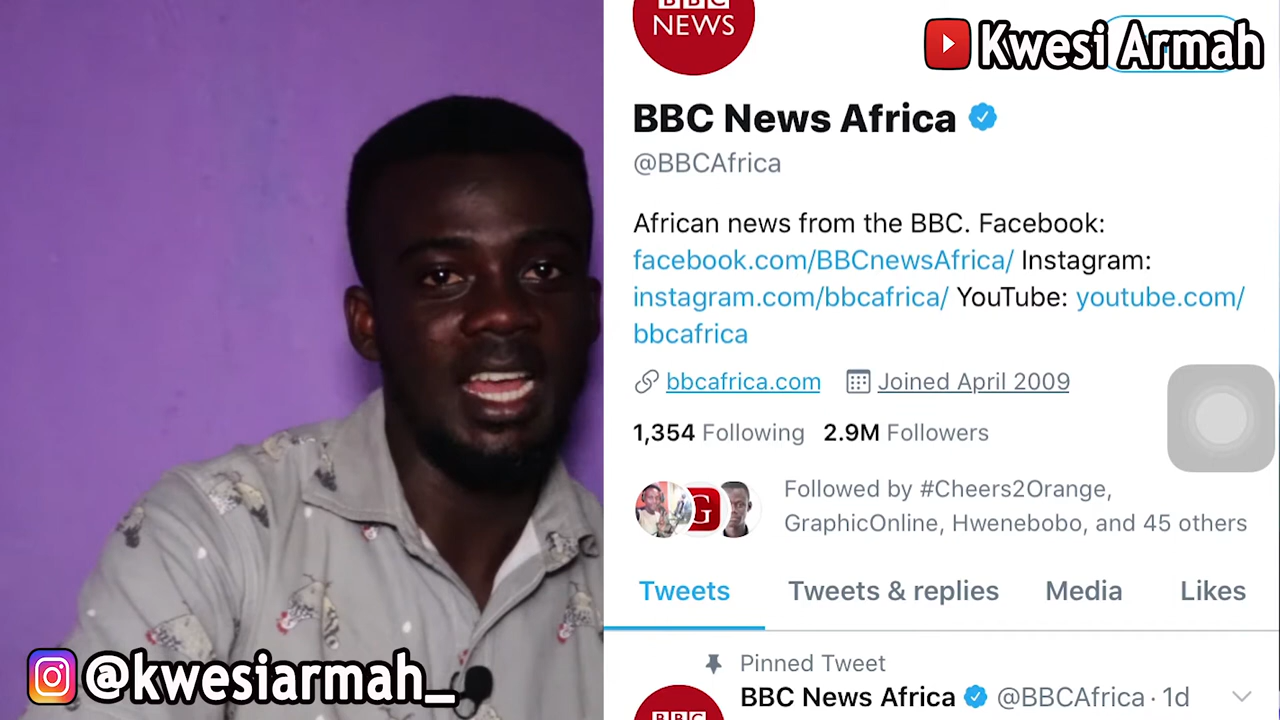 BBC
NEWS
Kwesi Armah
BBC News Africa
@BBCAfrica
African news from the BBC. Facebook:
facebook.com/BBCnewsAfrica/ Instagram:
instagram.com/bbcafrica/ YouTube: youtube.com/
bbcafrica
bbcafrica.com Joined April 2009
1,354 Following 2.9M Followers
G
Followed by #Cheers2Orange,
GraphicOnline, Hwenebobo, and 45 others
Tweets Tweets & replies Media Likes
Pinned Tweet
BBC News Africa @BBCAfrica · 1d
BBC
@kwesiarmah_